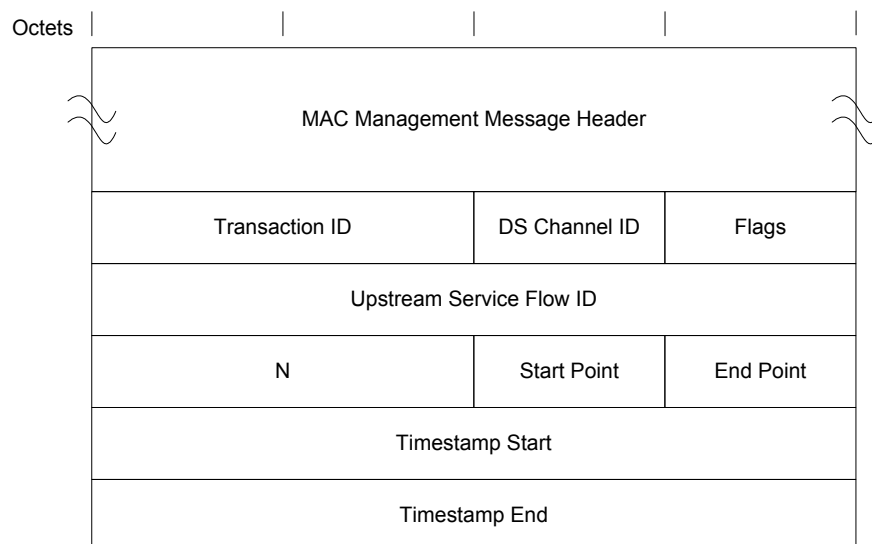 Octets
MAC Management Message Header
Transaction ID DS Channel ID Flags
Upstream Service Flow ID
N Start Point End Point
Timestamp Start
Timestamp End